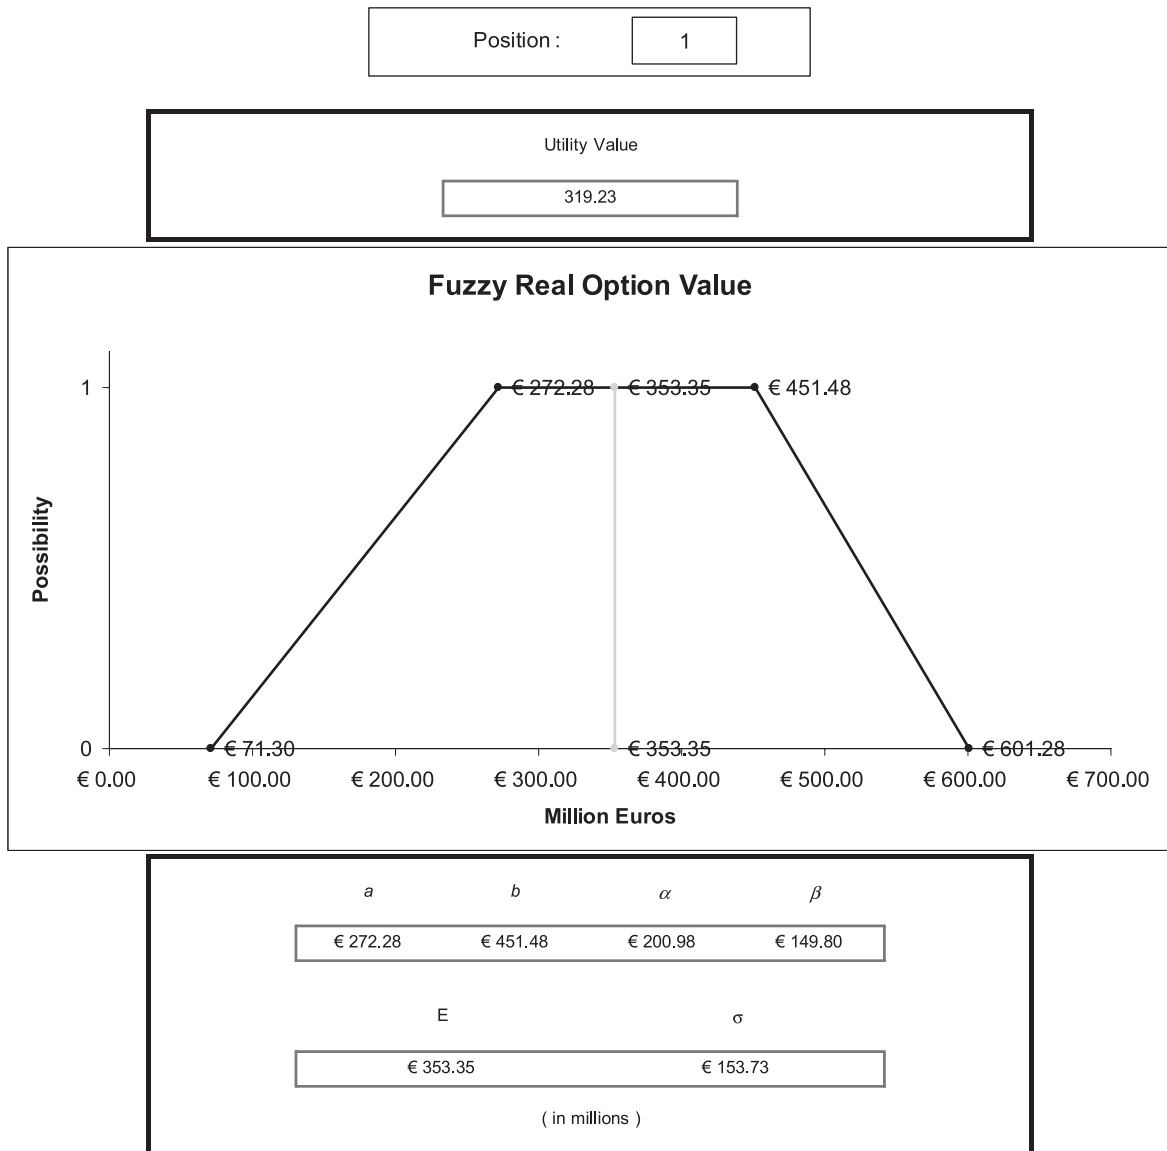 Position : 1
Utility Value
319.23
Fuzzy Real Option Value
1 € 272.28 € 353.35 € 451.48
Possibility
0 € 71.30 € 353.35 € 601.28
€ 0.00 € 100.00 € 200.00 € 300.00 € 400.00 € 500.00 € 600.00 € 700.00
Million Euros
a b α β
€ 272.28 € 451.48 € 200.98 € 149.80
E σ
€ 353.35 € 153.73
( in millions )